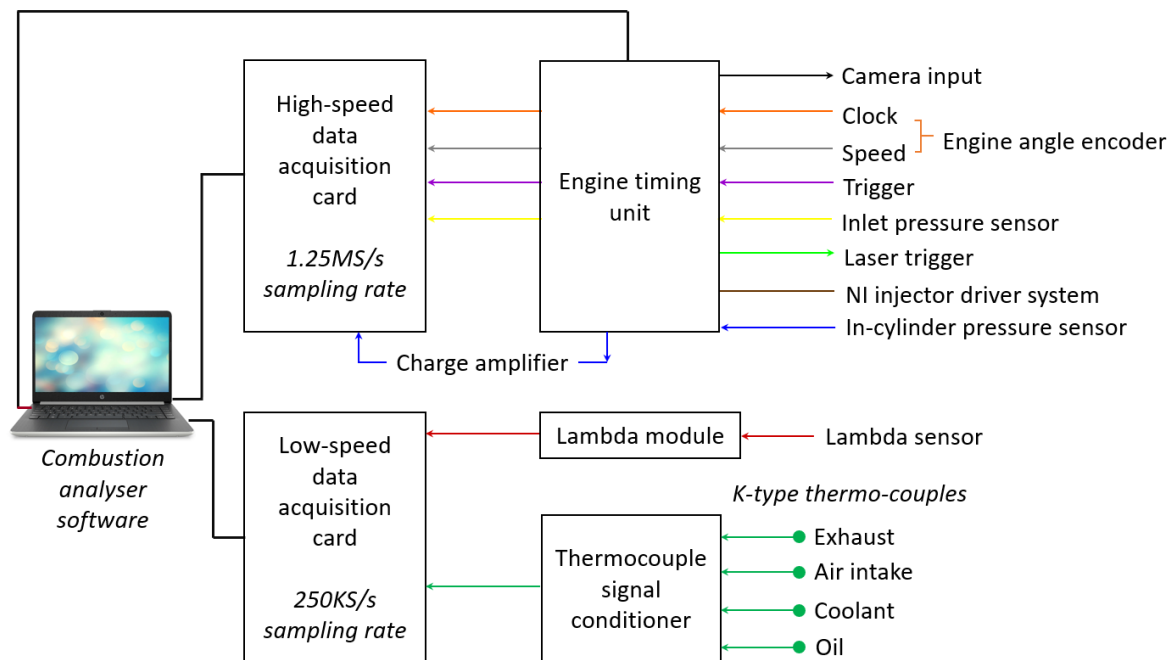 High-speed
data
acquisition
card
1.25MS/s
sampling rate
Engine timing
unit
Camera input
Clock
Speed
Engine angle encoder
Trigger
Inlet pressure sensor
Laser trigger
NI injector driver system
In-cylinder pressure sensor
Charge amplifier
Combustion
analyser
software
Low-speed
data
acquisition
card
250KS/s
sampling rate
Lambda module
Lambda sensor
K-type thermo-couples
Thermocouple
signal
conditioner
Exhaust
Air intake
Coolant
Oil